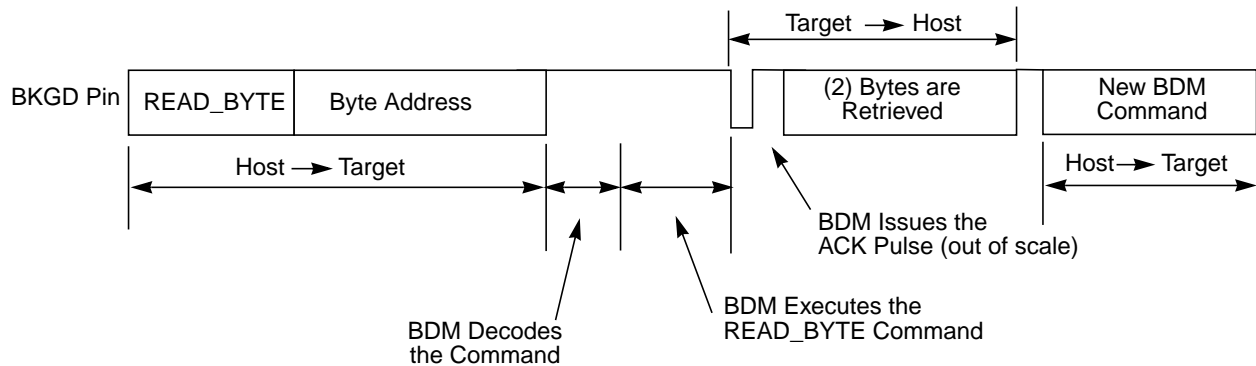 Target → Host
BKGD Pin
READ_BYTE
Byte Address
(2) Bytes are
Retrieved
New BDM
Command
Host → Target
Host → Target
BDM Issues the
ACK Pulse (out of scale)
BDM Decodes
the Command
BDM Executes the
READ_BYTE Command